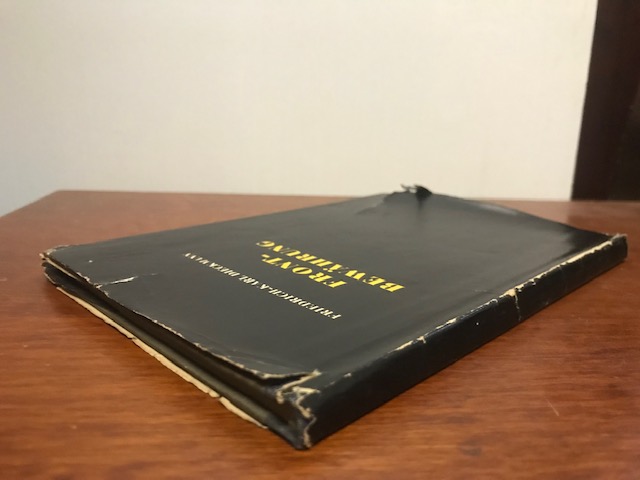 FRIEDRICH-KARL DIECKMANN
FRONT-
BEWÄHRUNG